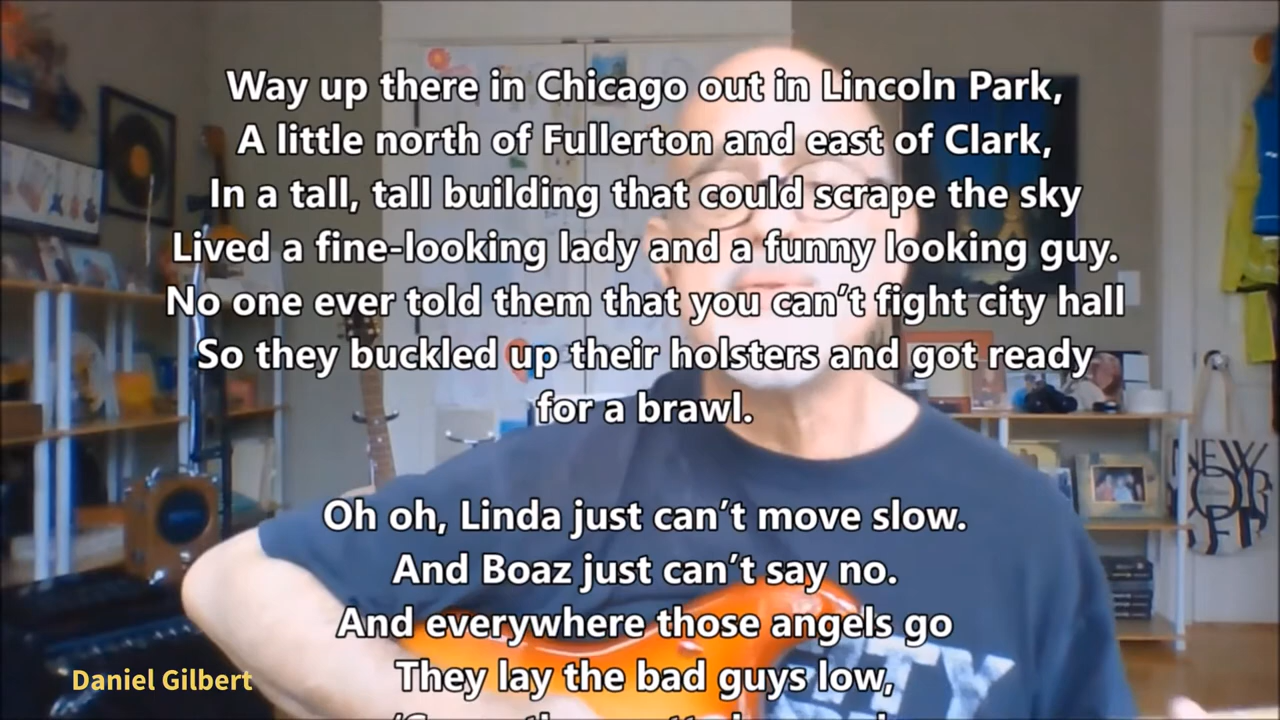 Way up there in Chicago out in Lincoln Park,
A little north of Fullerton and east of Clark,
In a tall, tall building that could scrape the sky
Lived a fine-looking lady and a funny looking guy.
No one ever told them that you can’t fight city hall
So they buckled up their holsters and got ready
for a brawl.
Oh oh, Linda just can’t move slow.
And Boaz just can’t say no.
And everywhere those angels go
They lay the bad guys low,
Daniel Gilbert
NEW